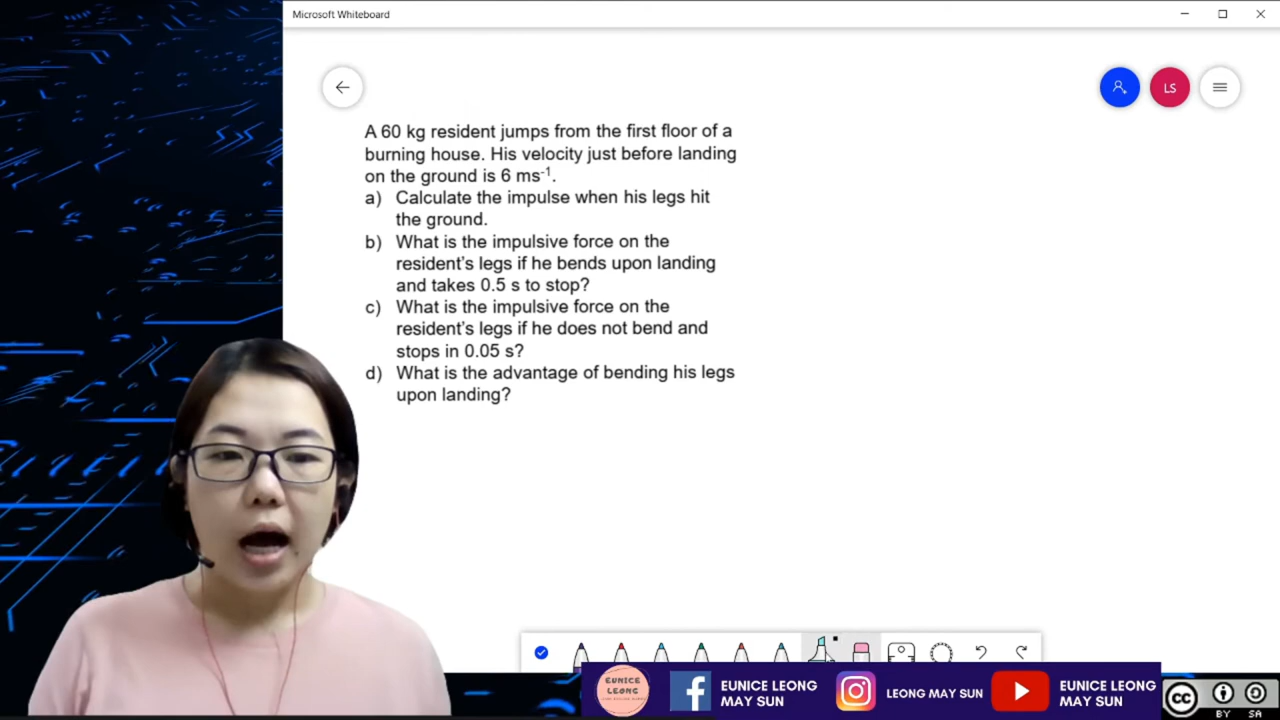 Microsoft Whiteboard
LS
A 60 kg resident jumps from the first floor of a
burning house. His velocity just before landing
on the ground is 6 ms⁻¹.
a) Calculate the impulse when his legs hit
the ground.
b) What is the impulsive force on the
resident's legs if he bends upon landing
and takes 0.5 s to stop?
c) What is the impulsive force on the
resident's legs if he does not bend and
stops in 0.05 s?
d) What is the advantage of bending his legs
upon landing?
EUNICE
LEONG
EUNICE LEONG
MAY SUN
LEONG MAY SUN
EUNICE LEONG
MAY SUN
cc
BY SA